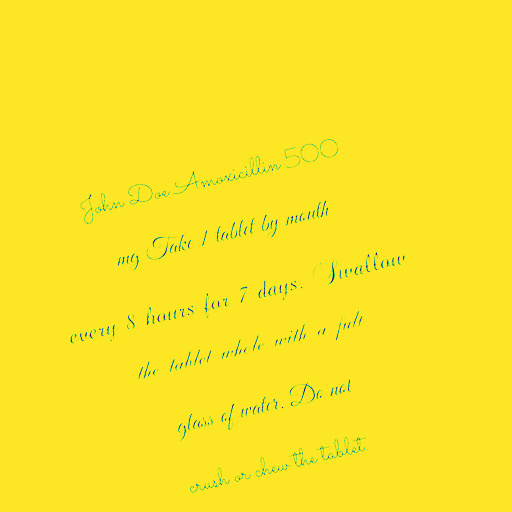 John Doe Amoxicillin 500
mg Take 1 tablet by mouth
every 8 hours for 7 days. Swallow
the tablet whole with a full
glass of water. Do not
crush or chew the tablet